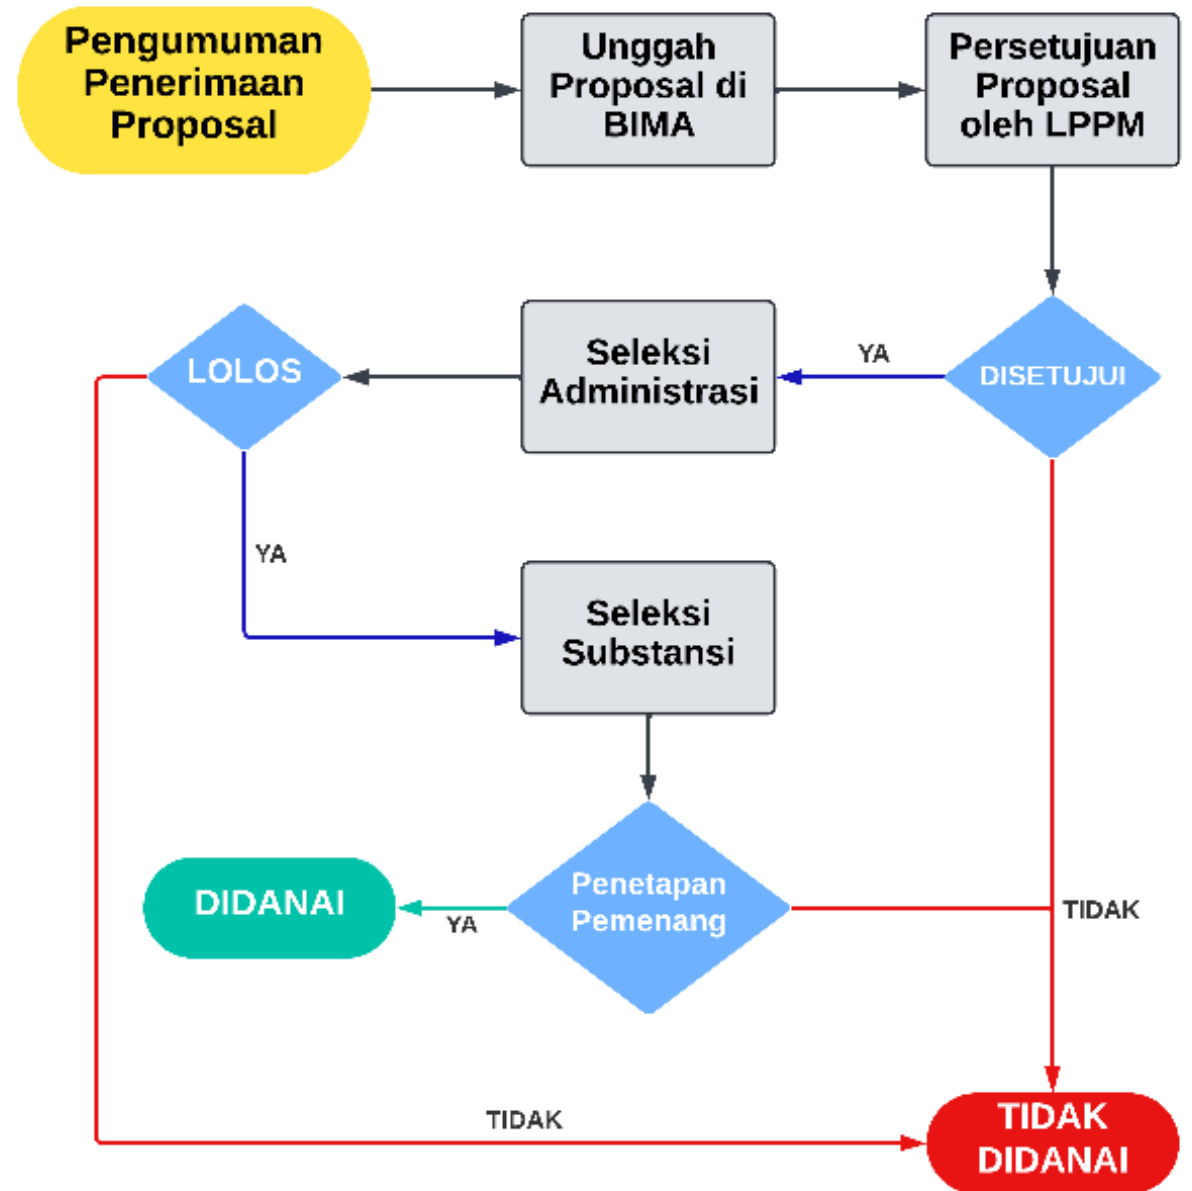 Pengumuman
Penerimaan
Proposal
Unggah
Proposal di
BIMA
Persetujuan
Proposal
oleh LPPM
DISETUJUI
YA
Seleksi
Administrasi
LOLOS
YA
Seleksi
Substansi
Penetapan
Pemenang
YA
DIDANAI
TIDAK
TIDAK
TIDAK
DIDANAI